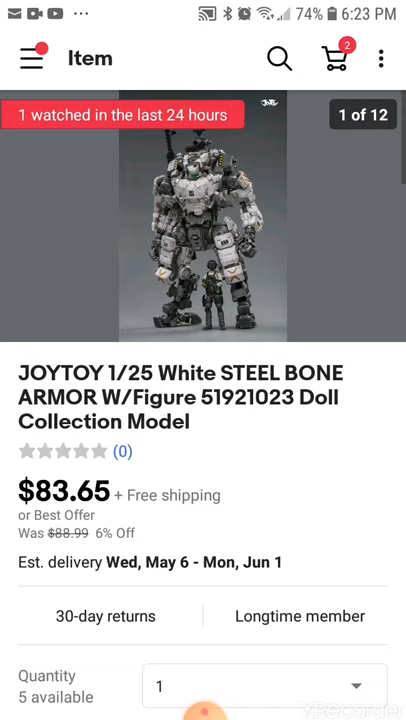 74% 6:23 PM
Item
2
1 watched in the last 24 hours
JOYTOY
1 of 12
JOYTOY 1/25 White STEEL BONE
ARMOR W/Figure 51921023 Doll
Collection Model
(0)
$83.65 + Free shipping
or Best Offer
Was $88.99 6% Off
Est. delivery Wed, May 6 - Mon, Jun 1
30-day returns
Longtime member
Quantity
5 available
1
XRecorder